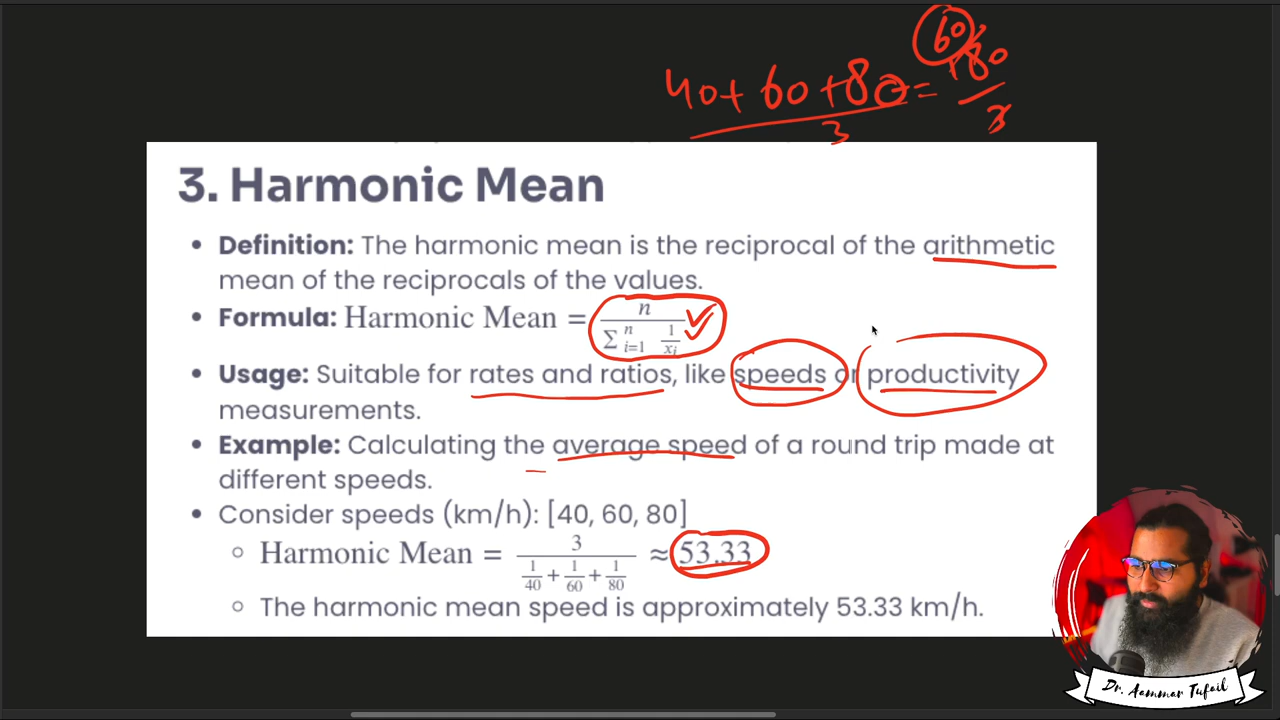 60
40+ 60 +80 = 180
3 3
3. Harmonic Mean
• Definition: The harmonic mean is the reciprocal of the arithmetic
mean of the reciprocals of the values.
• Formula: Harmonic Mean = n / ∑ n i=1 1/xi
• Usage: Suitable for rates and ratios, like speeds or productivity
measurements.
• Example: Calculating the average speed of a round trip made at
different speeds.
• Consider speeds (km/h): [40, 60, 80]
○ Harmonic Mean = 3 / 1/40 + 1/60 + 1/80 ≈ 53.33
○ The harmonic mean speed is approximately 53.33 km/h.
Dr. Aammar Tufail